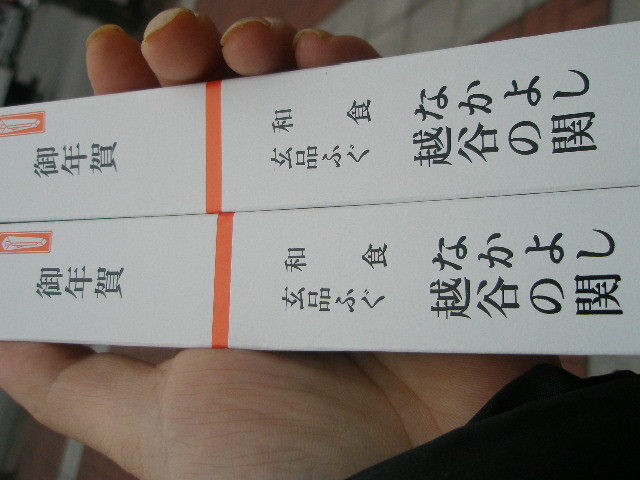 御年賀
和食
玄品ふぐ
なかよし
越谷の関
御年賀
和食
玄品ふぐ
なかよし
越谷の関